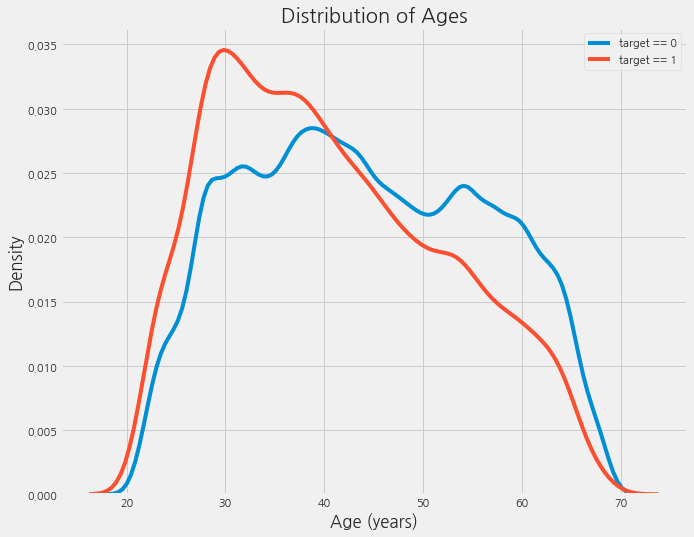 Distribution of Ages
target == 0
target == 1
Density
0.035
0.030
0.025
0.020
0.015
0.010
0.005
0.000
20 30 40 50 60 70
Age (years)